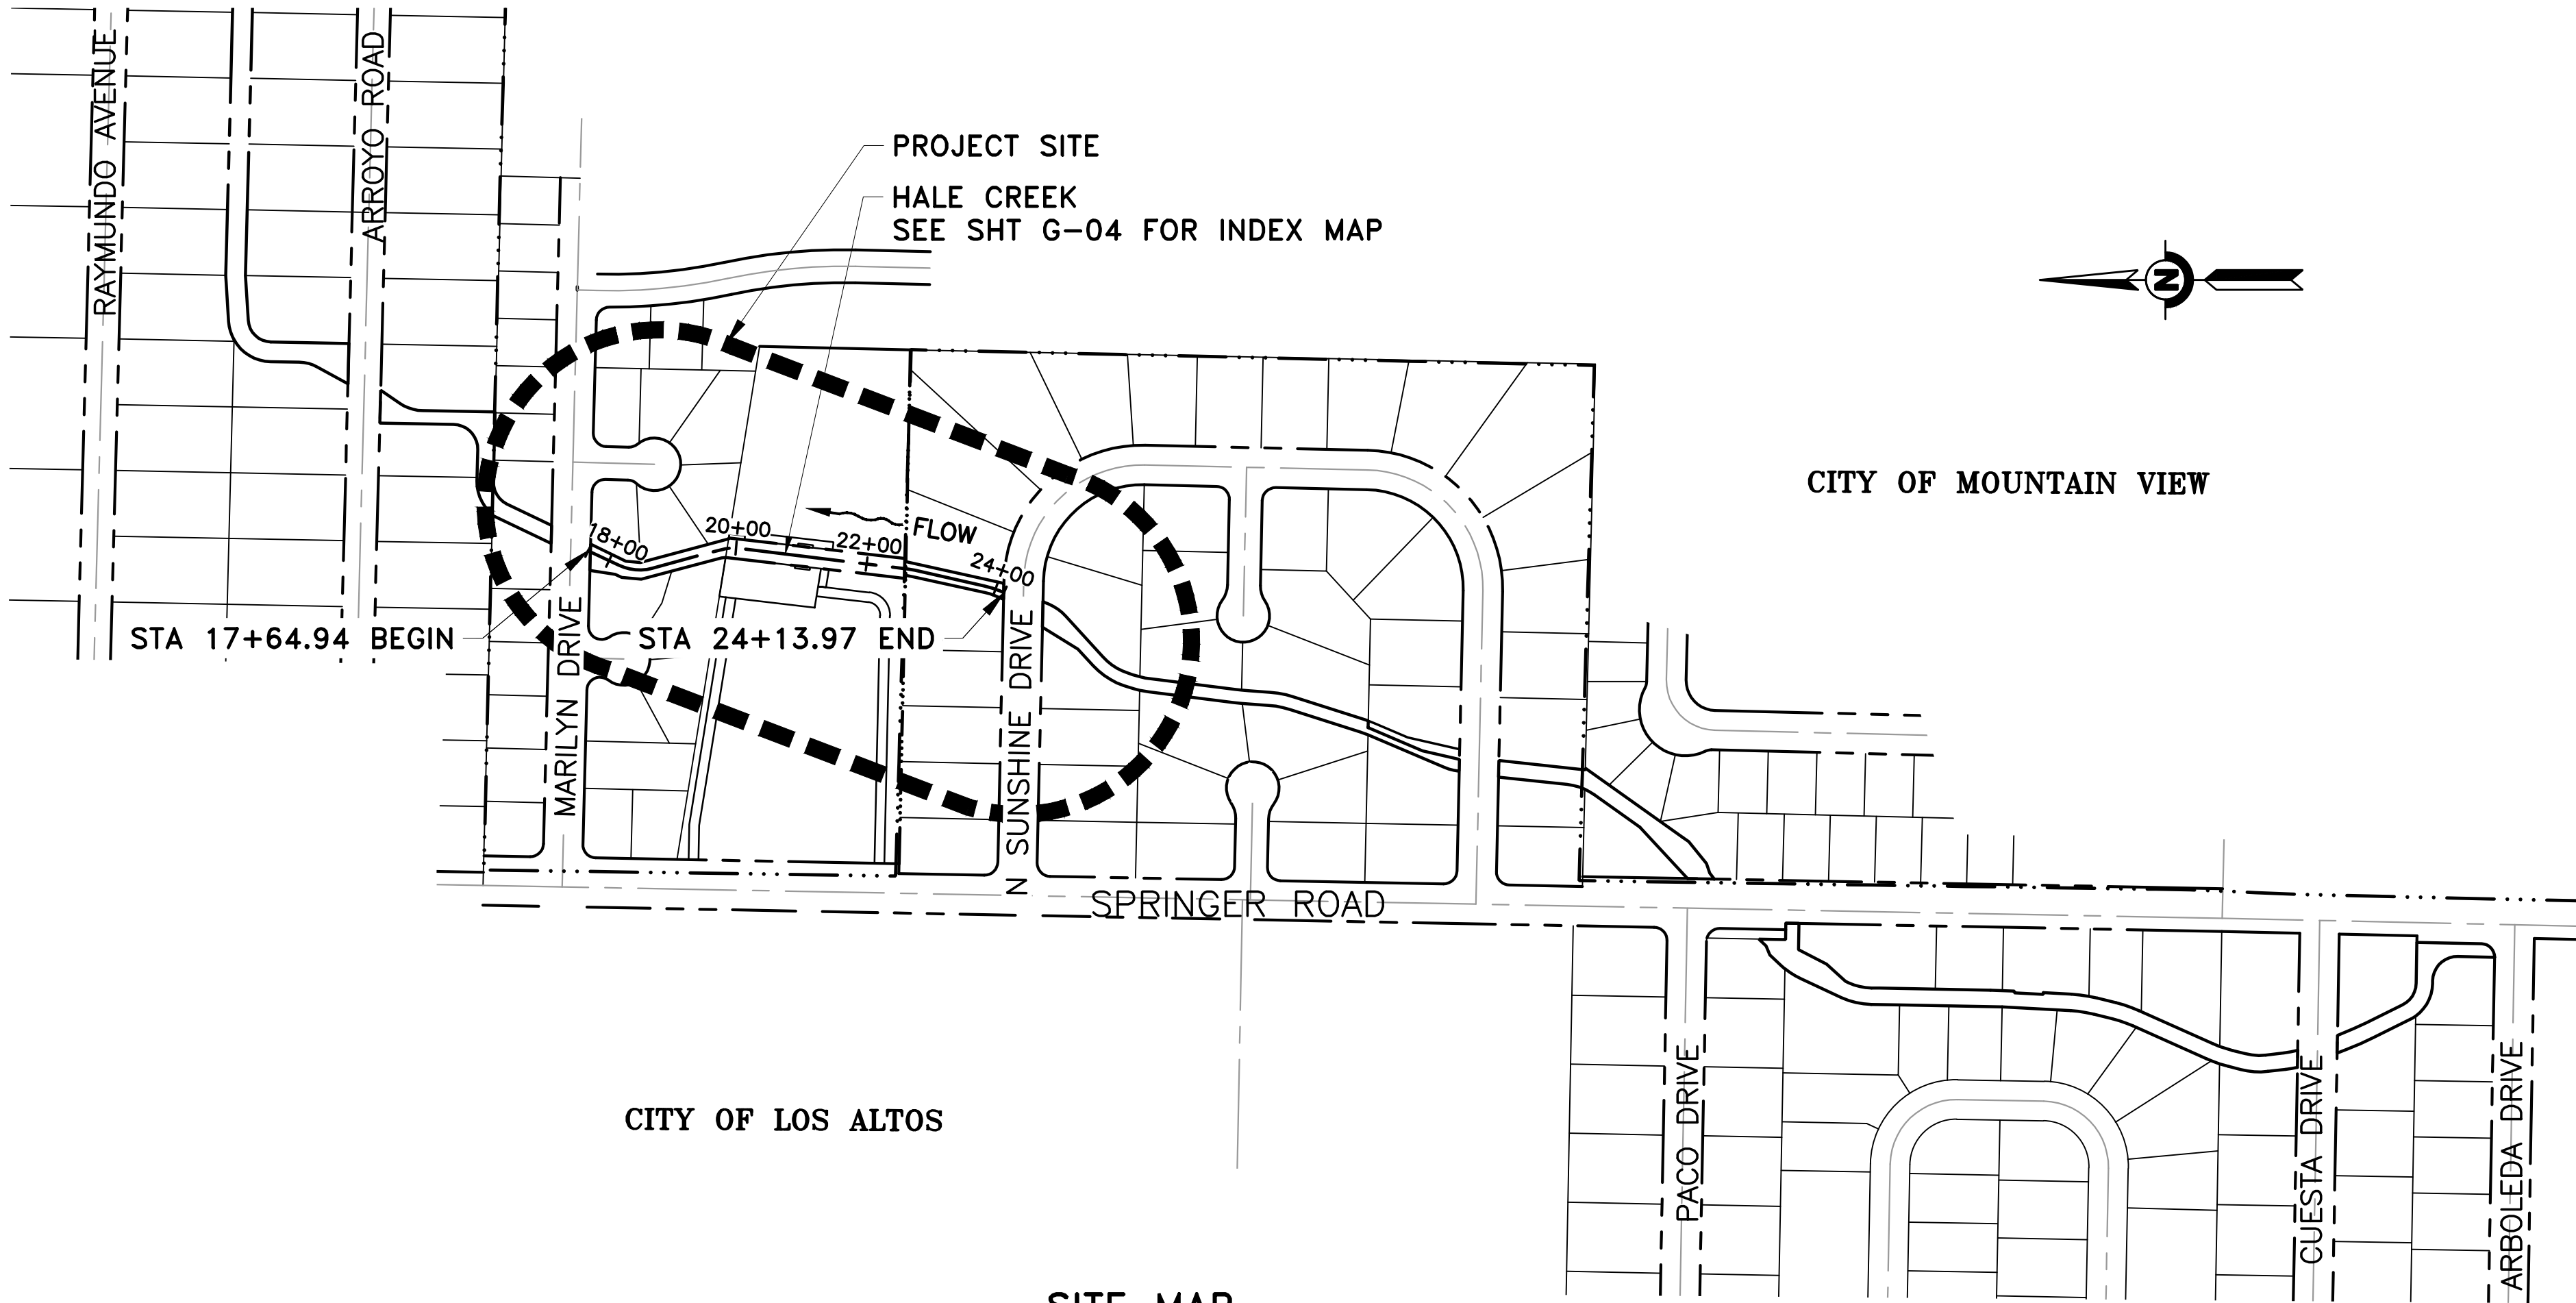 RAYMUNDO AVENUE
ARROYO ROAD
PROJECT SITE
HALE CREEK
SEE SHT G-04 FOR INDEX MAP
N
CITY OF MOUNTAIN VIEW
18+00
20+00
22+00
FLOW
24+00
STA 17+64.94 BEGIN
STA 24+13.97 END
MARILYN DRIVE
N SUNSHINE DRIVE
SPRINGER ROAD
CITY OF LOS ALTOS
PACO DRIVE
CUESTA DRIVE
ARBOLEDA DRIVE
SITE MAP